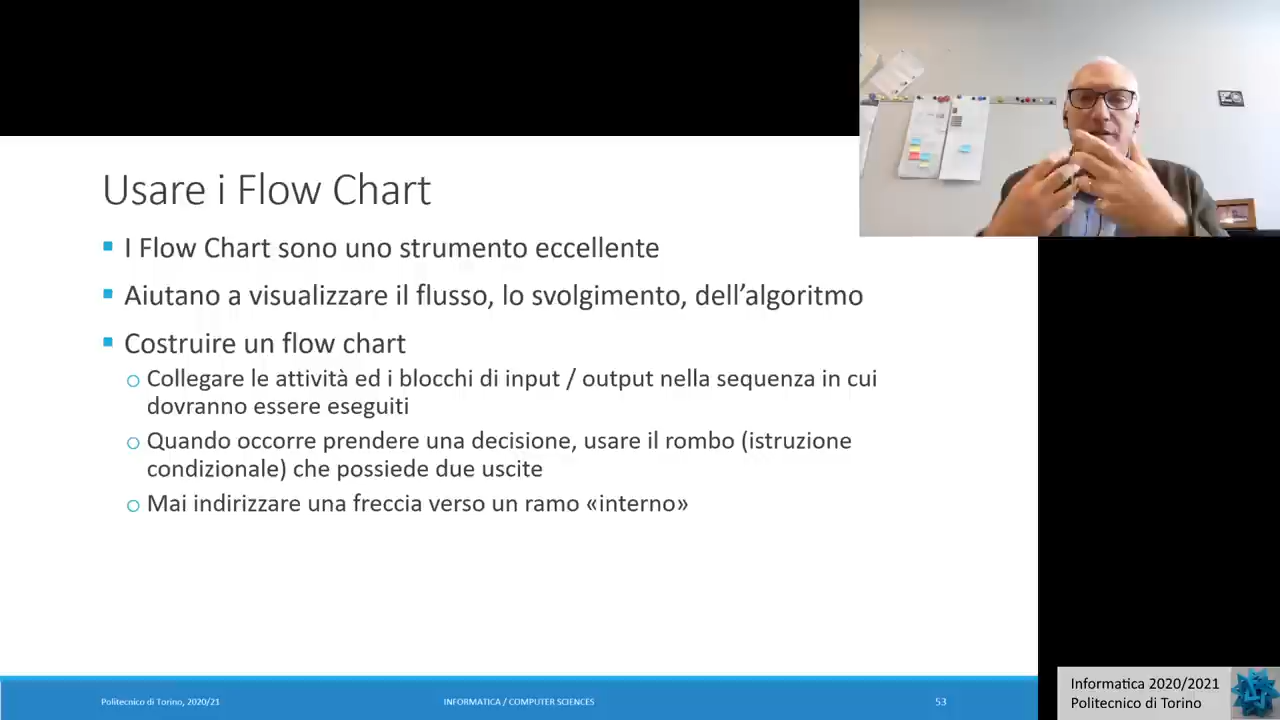 Usare i Flow Chart
▪ I Flow Chart sono uno strumento eccellente
▪ Aiutano a visualizzare il flusso, lo svolgimento, dell’algoritmo
▪ Costruire un flow chart
o Collegare le attività ed i blocchi di input / output nella sequenza in cui
dovranno essere eseguiti
o Quando occorre prendere una decisione, usare il rombo (istruzione
condizionale) che possiede due uscite
o Mai indirizzare una freccia verso un ramo «interno»
Politecnico di Torino, 2020/21
INFORMATICA / COMPUTER SCIENCES
53
Informatica 2020/2021
Politecnico di Torino